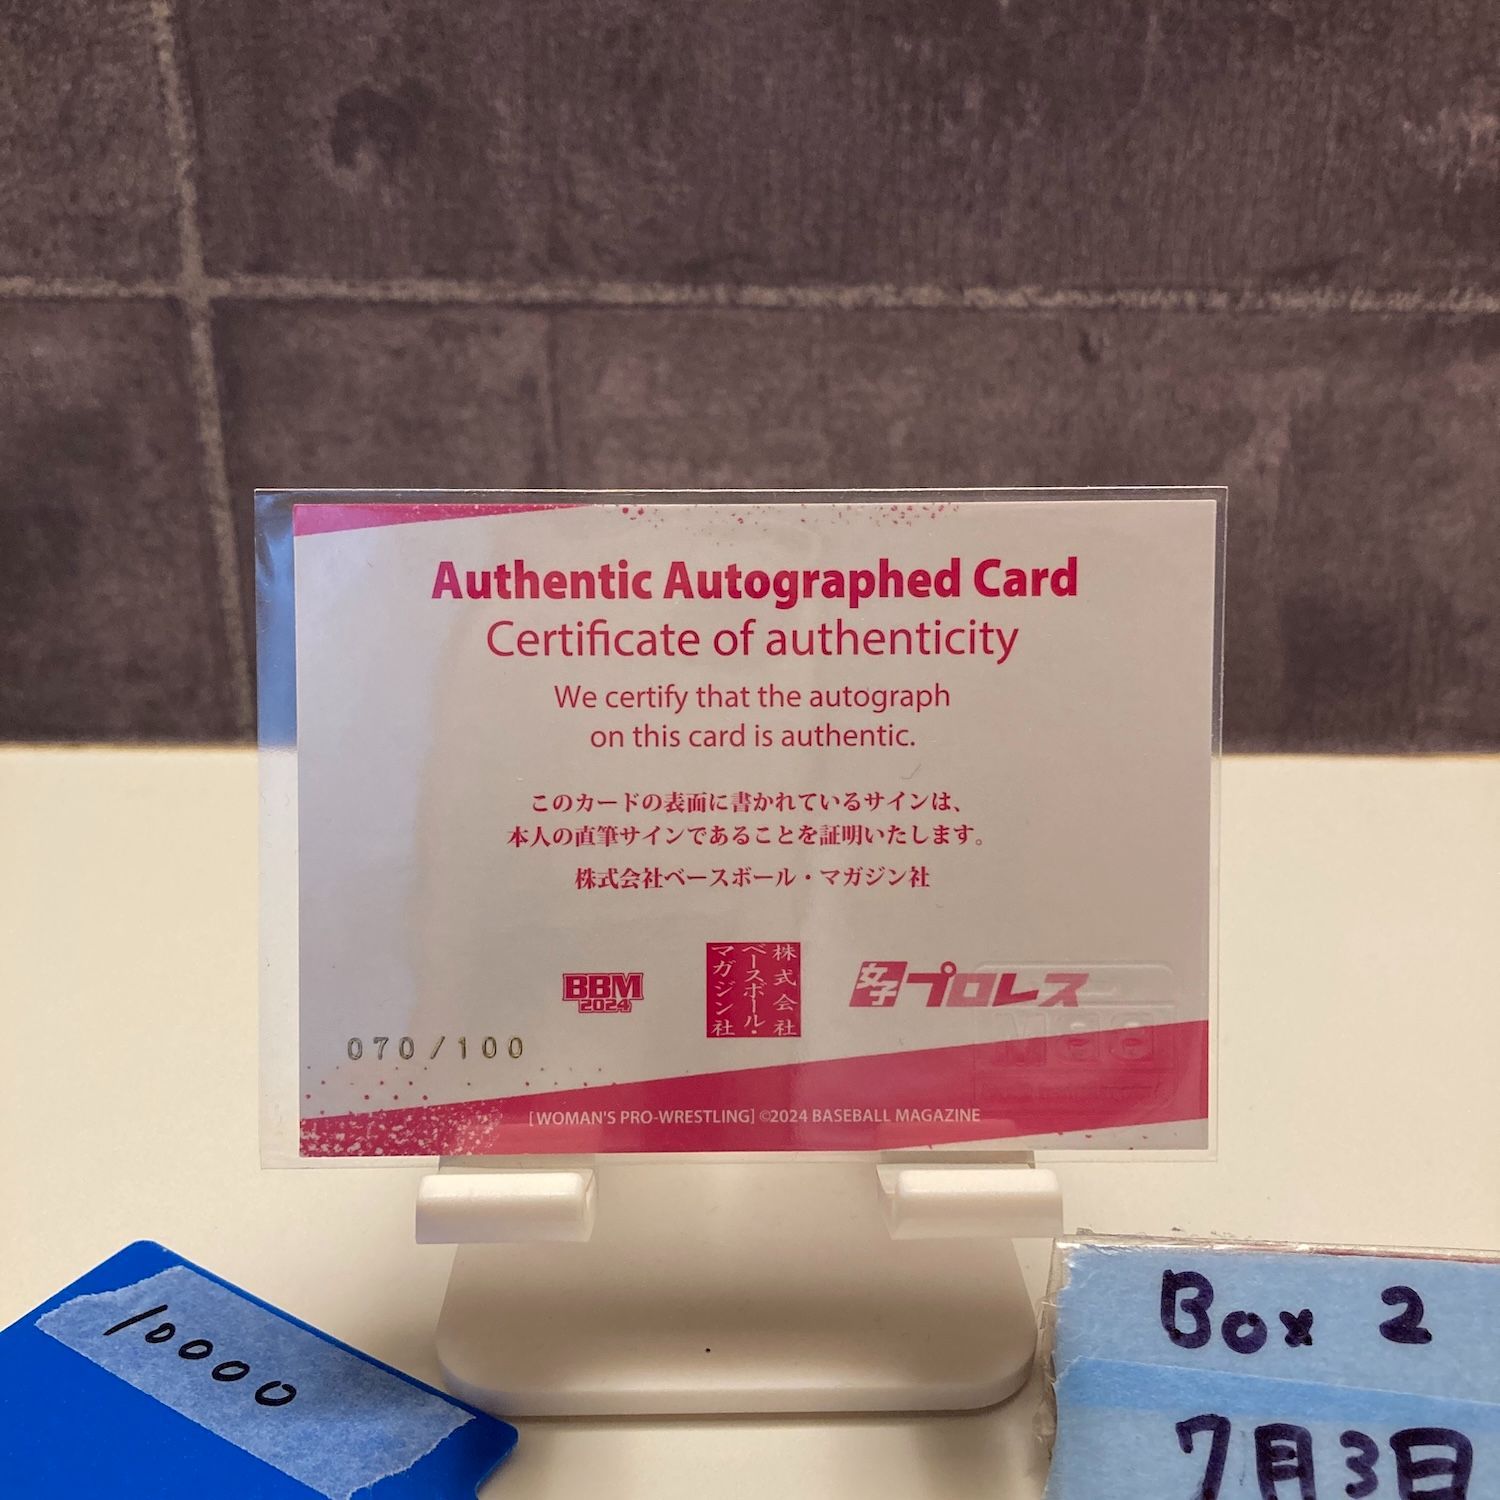 Authentic Autographed Card
Certificate of authenticity
We certify that the autograph
on this card is authentic.
このカードの表面に書かれているサインは、
本人の直筆サインであることを証明いたします。
株式会社ベースボール・マガジン社
BBM
2024
株式会社
ベースボール・
マガジン社
女子プロレス
070/100
[WOMAN'S PRO-WRESTLING] ©2024 BASEBALL MAGAZINE
10000
Box 2
7月3日